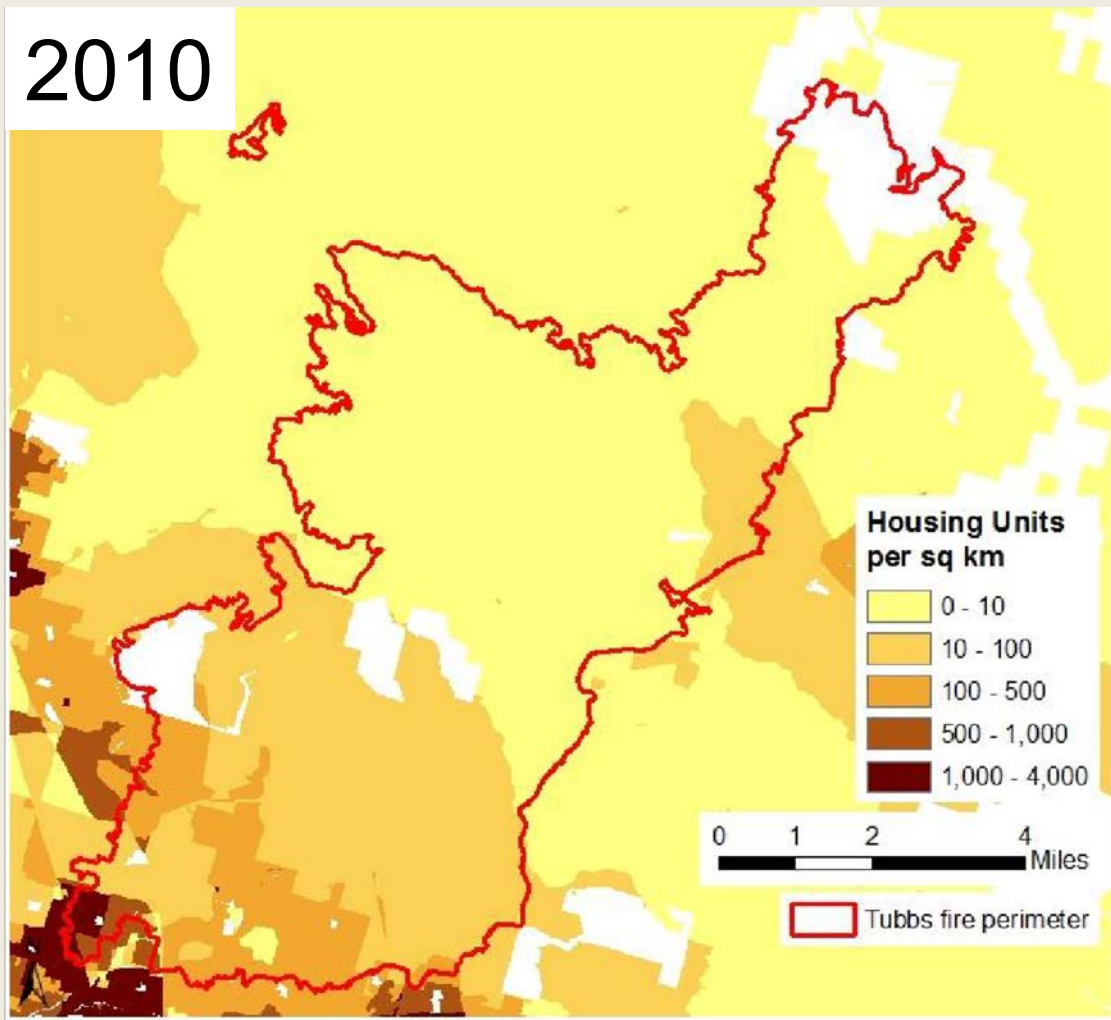 2010
Housing Units
per sq km
0 - 10
10 - 100
100 - 500
500 - 1,000
1,000 - 4,000
0 1 2 4
Miles
Tubbs fire perimeter